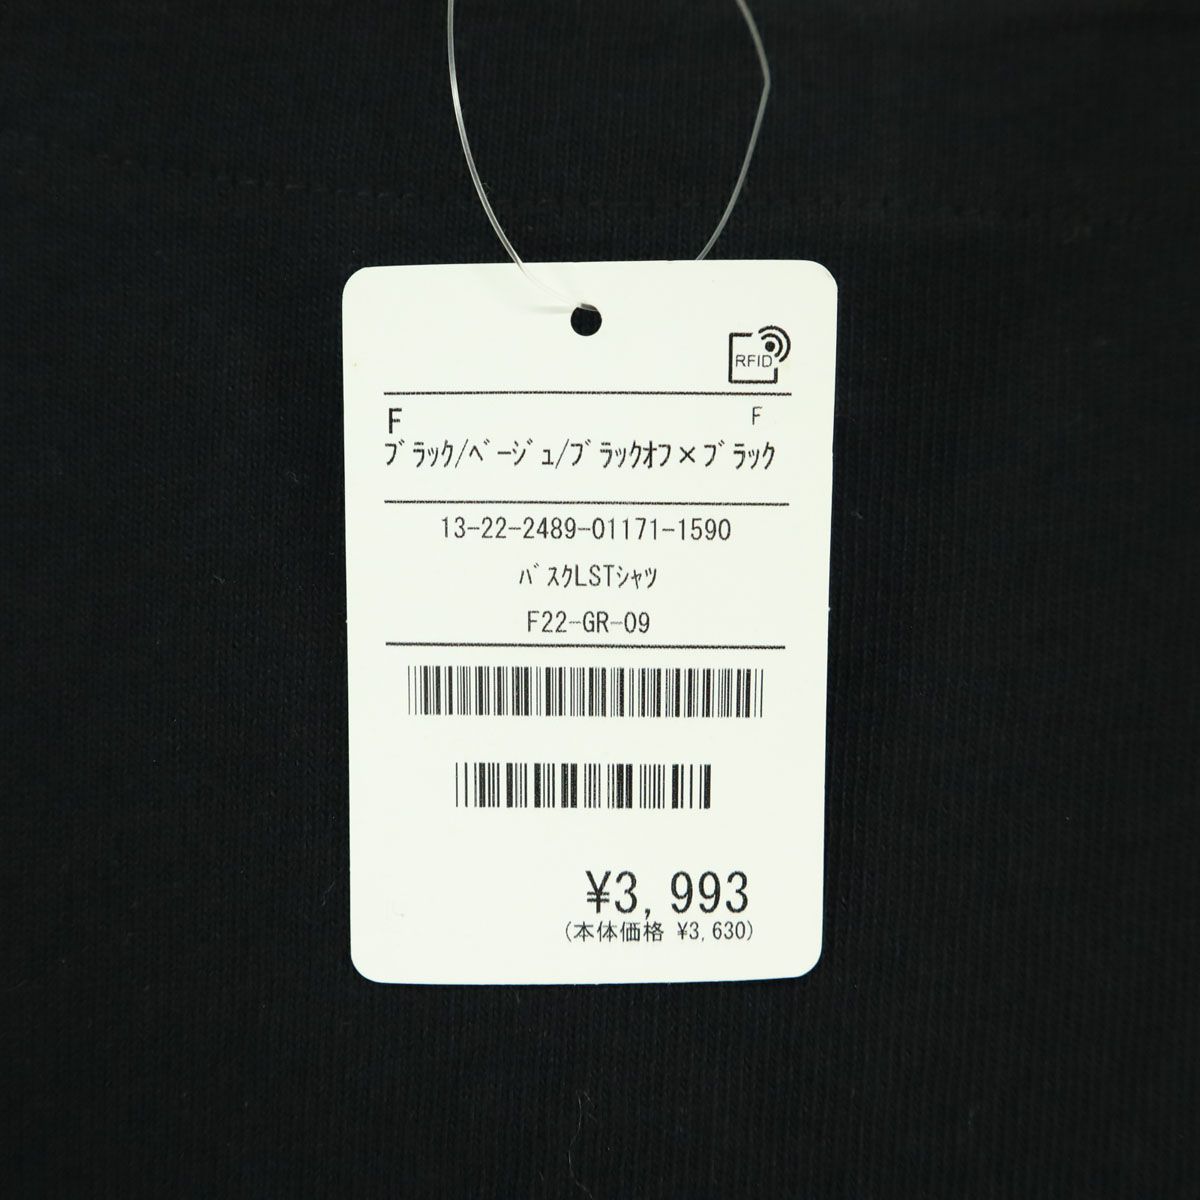 RFID
F F
ﾌﾞﾗｯｸ/ﾍﾞｰｼﾞｭ/ﾌﾞﾗｯｸｵﾌ×ﾌﾞﾗｯｸ
13-22-2489-01171-1590
ﾊﾞｽｸLSTｼｬﾂ
F22-GR-09
¥3,993
(本体価格 ¥3,630)